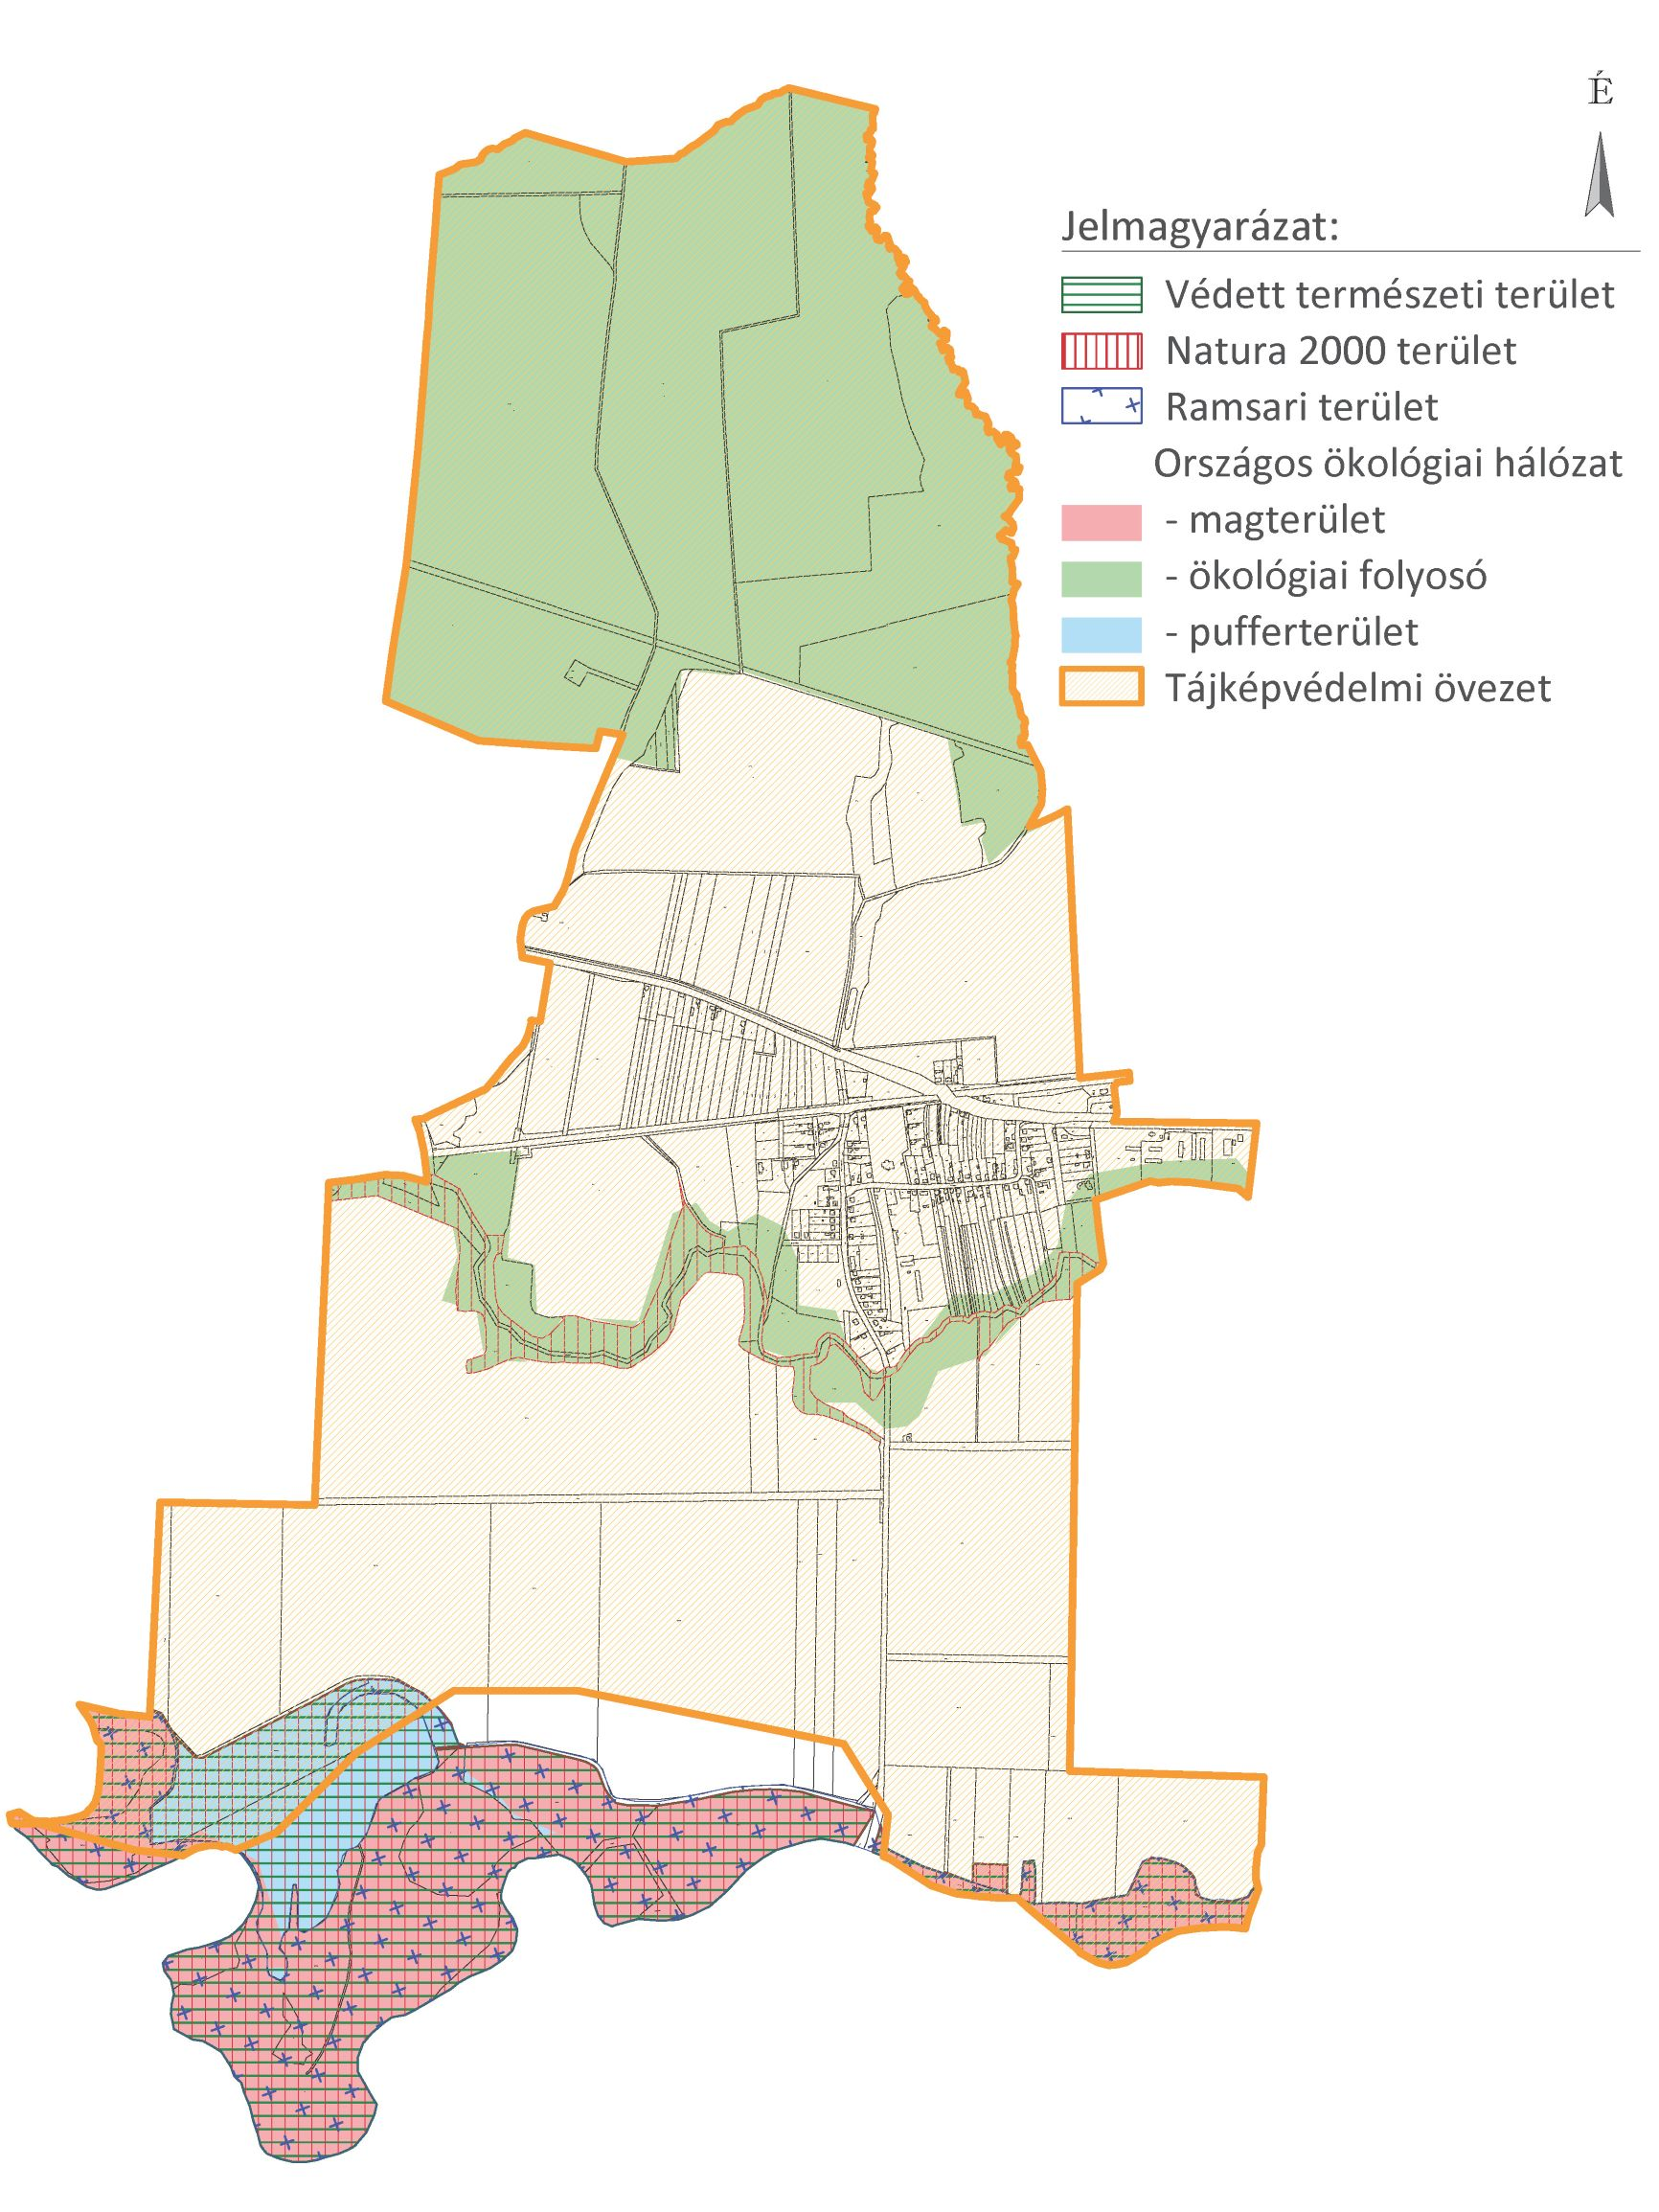 É
Jelmagyarázat:
Védett természeti terület
Natura 2000 terület
Ramsari terület
Országos ökológiai hálózat
- magterület
- ökológiai folyosó
- pufferterület
Tájképvédelmi övezet